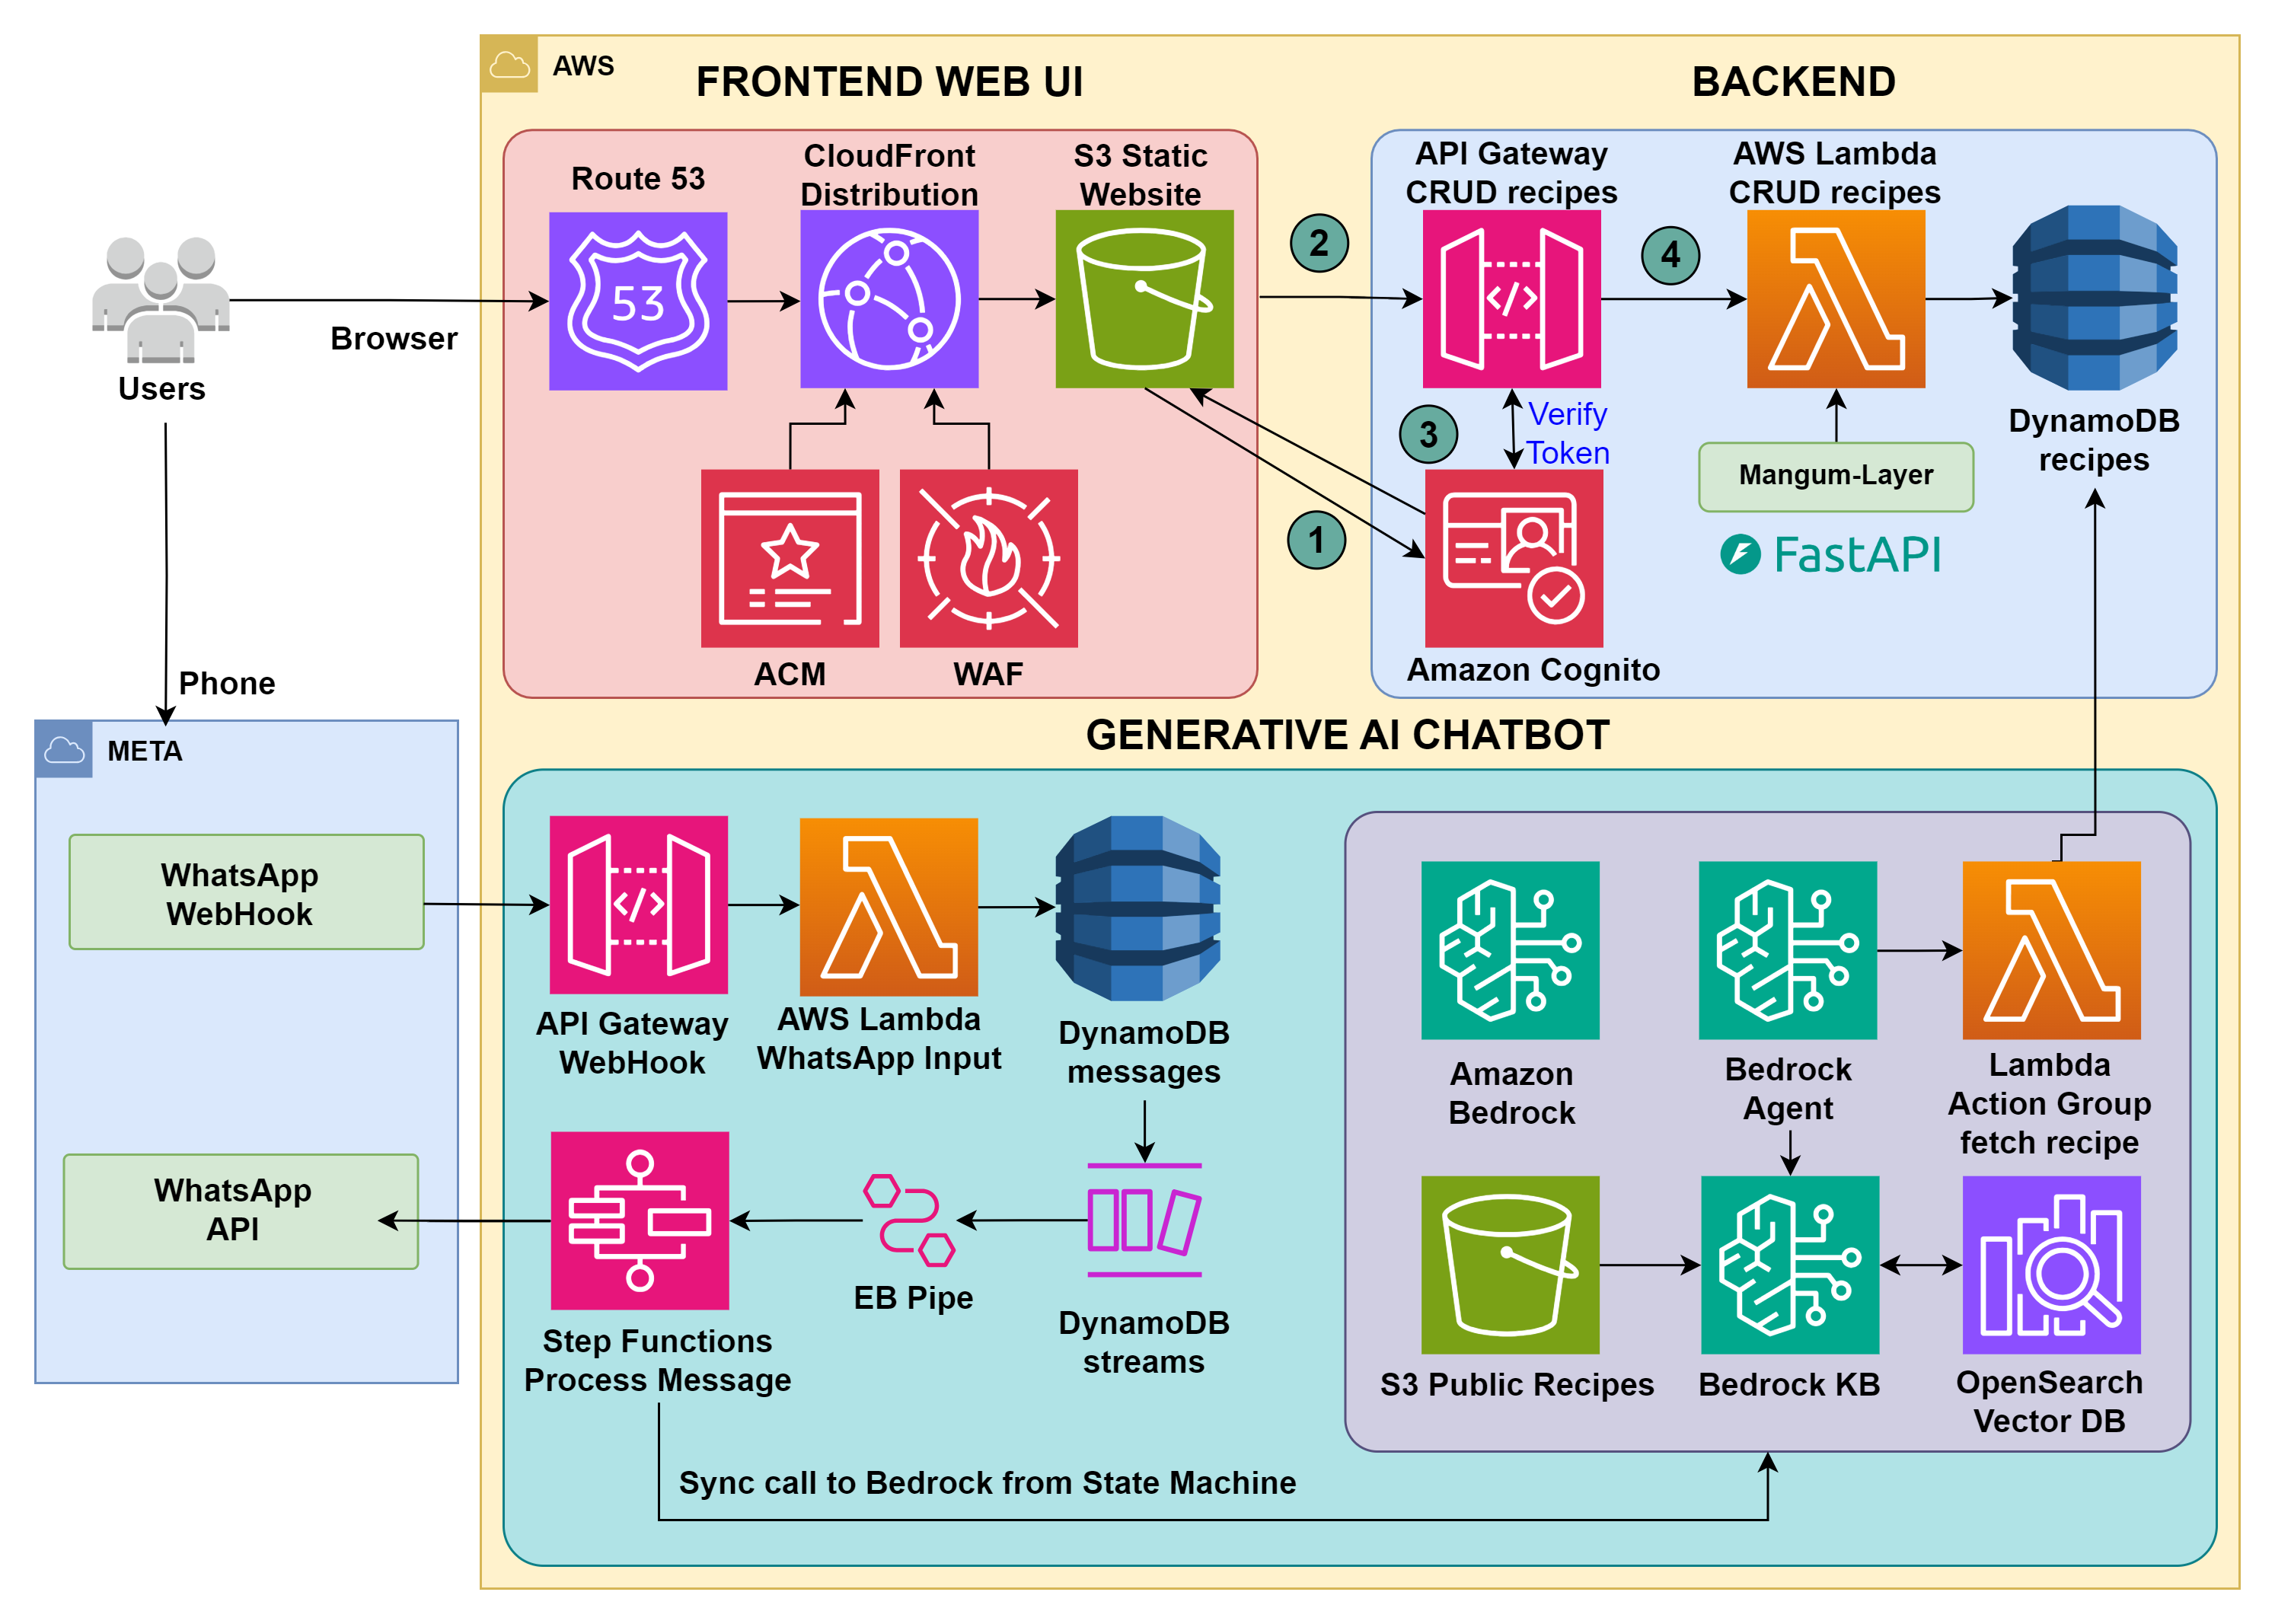 AWS
FRONTEND WEB UI
BACKEND
Route 53
CloudFront
Distribution
S3 Static
Website
API Gateway
CRUD recipes
AWS Lambda
CRUD recipes
53
2
4
Browser
Users
Verify
Token
3
DynamoDB
recipes
Mangum-Layer
1
FastAPI
ACM
WAF
Amazon Cognito
Phone
META
GENERATIVE AI CHATBOT
WhatsApp
WebHook
API Gateway
WebHook
AWS Lambda
WhatsApp Input
DynamoDB
messages
Amazon
Bedrock
Bedrock
Agent
Lambda
Action Group
fetch recipe
WhatsApp
API
Step Functions
Process Message
EB Pipe
DynamoDB
streams
S3 Public Recipes
Bedrock KB
OpenSearch
Vector DB
Sync call to Bedrock from State Machine